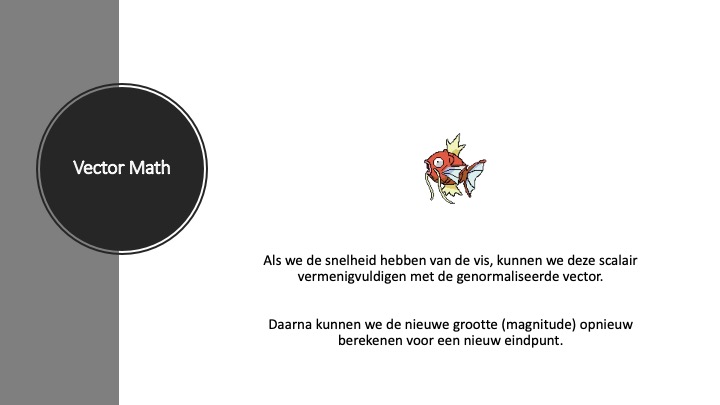 Vector Math
Als we de snelheid hebben van de vis, kunnen we deze scalair
vermenigvuldigen met de genormaliseerde vector.
Daarna kunnen we de nieuwe grootte (magnitude) opnieuw
berekenen voor een nieuw eindpunt.